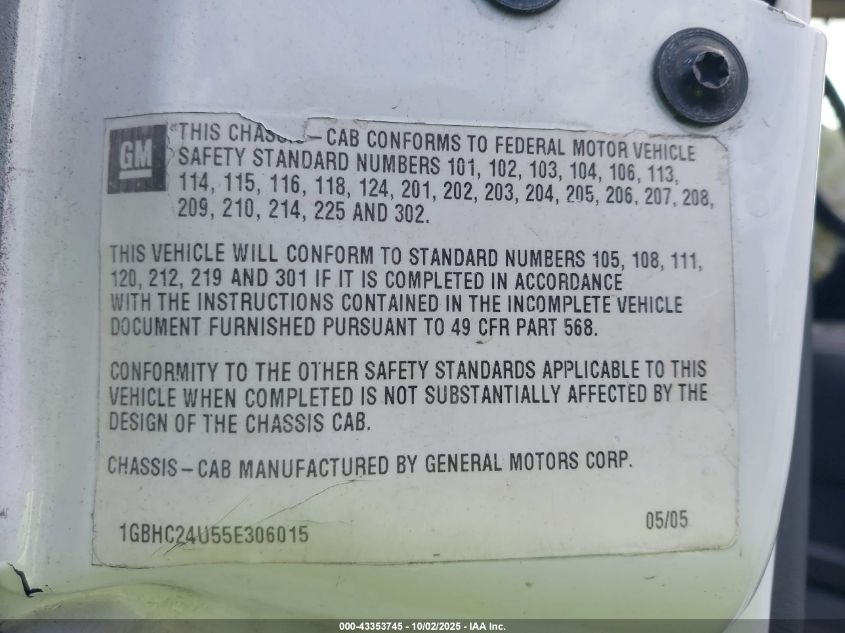 GM
THIS CHASSIS-CAB CONFORMS TO FEDERAL MOTOR VEHICLE
SAFETY STANDARD NUMBERS 101, 102, 103, 104, 106, 113,
114, 115, 116, 118, 124, 201, 202, 203, 204, 205, 206, 207, 208,
209, 210, 214, 225 AND 302.
THIS VEHICLE WILL CONFORM TO STANDARD NUMBERS 105, 108, 111,
120, 212, 219 AND 301 IF IT IS COMPLETED IN ACCORDANCE
WITH THE INSTRUCTIONS CONTAINED IN THE INCOMPLETE VEHICLE
DOCUMENT FURNISHED PURSUANT TO 49 CFR PART 568.
CONFORMITY TO THE OTHER SAFETY STANDARDS APPLICABLE TO THIS
VEHICLE WHEN COMPLETED IS NOT SUBSTANTIALLY AFFECTED BY THE
DESIGN OF THE CHASSIS CAB.
CHASSIS-CAB MANUFACTURED BY GENERAL MOTORS CORP.
05/05
1GBHC24U55E306015
000-43353745 - 10/02/2025 - IAA Inc.